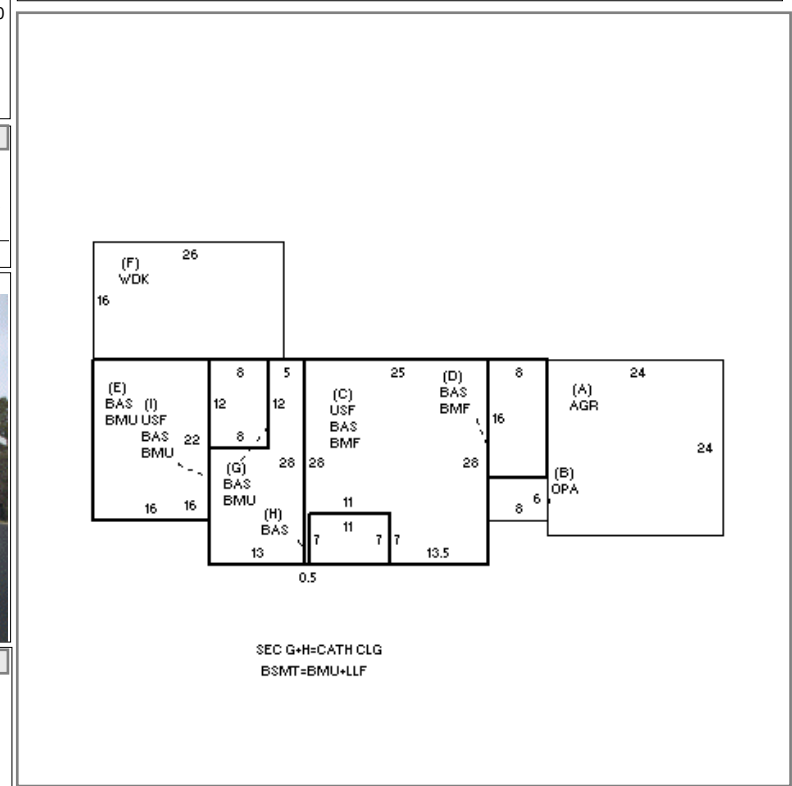 26
(F)
WDK
16
(E)
BAS
BMU
(I)
USF
BAS
BMU
22
16
16
8
12
8
5
12
28
(G)
BAS
BMU
13
(H)
BAS
0.5
25
(C)
USF
BAS
BMF
28
28
11
11
7
7
7
13.5
(D)
BAS
BMF
8
16
(B)
OPA
6
8
24
(A)
AGR
24
SEC G+H=CATH CLG
BSMT=BMU+LLF